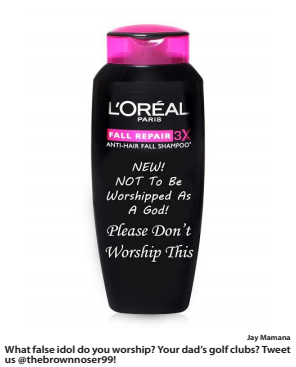 L'ORÉAL
PARIS
FALL REPAIR 3X
ANTI-HAIR FALL SHAMPOO*
NEW!
NOT To Be
Worshipped As
A God!
Please Don't
Worship This
Jay Mamana
What false idol do you worship? Your dad's golf clubs? Tweet
us @thebrownnoser99!